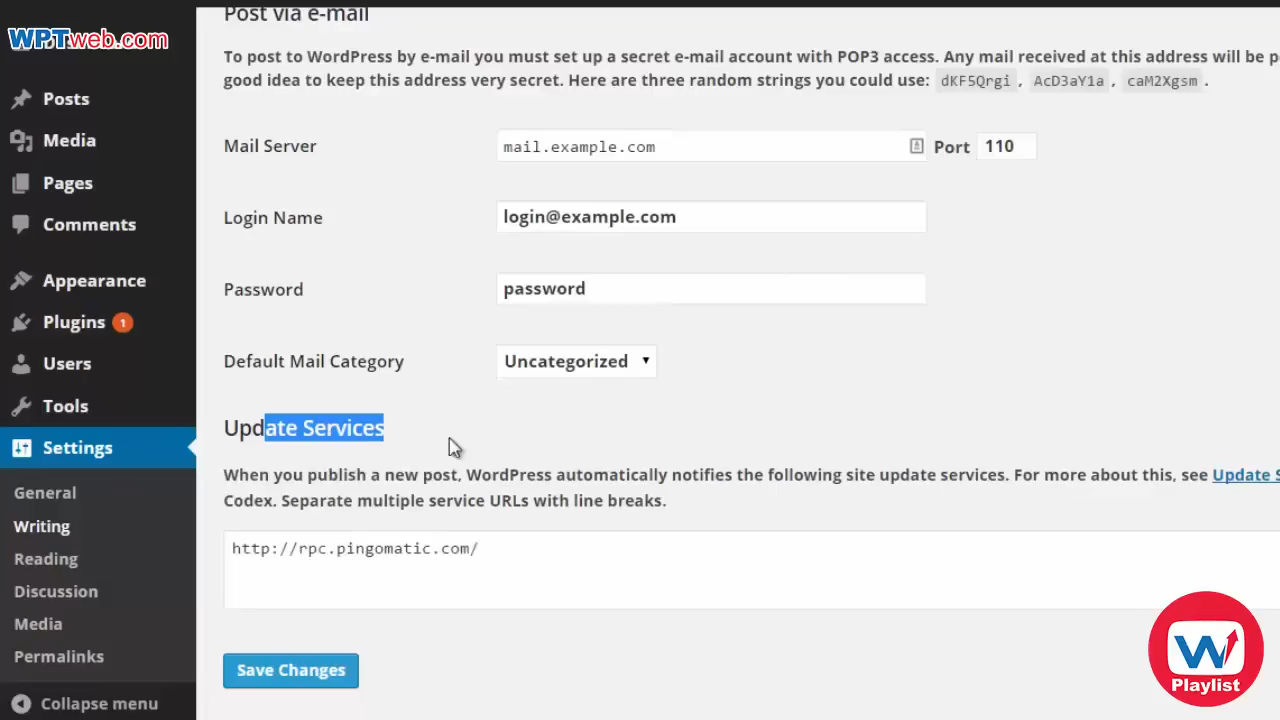 Post via e-mail
WPTweb.com
To post to WordPress by e-mail you must set up a secret e-mail account with POP3 access. Any mail received at this address will be p
good idea to keep this address very secret. Here are three random strings you could use: dKF5Qrgi , AcD3aY1a , caM2Xgsm .
Posts
Media
Pages
Comments
Appearance
Plugins 1
Users
Tools
Settings
General
Writing
Reading
Discussion
Media
Permalinks
Collapse menu
Mail Server mail.example.com Port 110
Login Name login@example.com
Password password
Default Mail Category Uncategorized
Update Services
When you publish a new post, WordPress automatically notifies the following site update services. For more about this, see Update S
Codex. Separate multiple service URLs with line breaks.
http://rpc.pingomatic.com/
Save Changes
W
Playlist